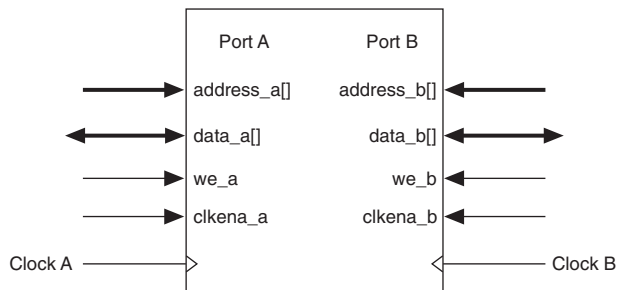 Port A Port B
address_a[] address_b[]
data_a[] data_b[]
we_a we_b
clkena_a clkena_b
Clock A Clock B